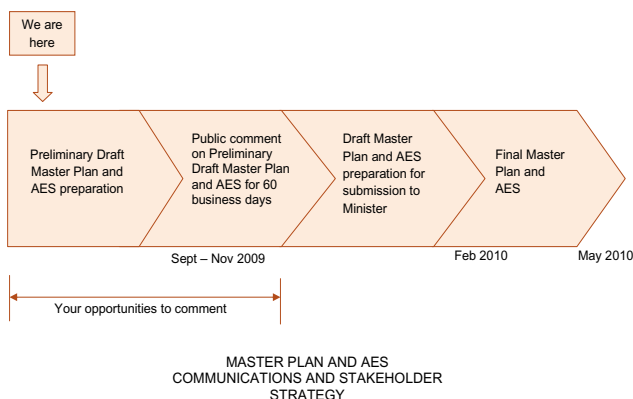 We are
here
Preliminary Draft
Master Plan and
AES preparation
Public comment
on Preliminary
Draft Master Plan
and AES for 60
business days
Draft Master
Plan and AES
preparation for
submission to
Minister
Final Master
Plan and
AES
Sept – Nov 2009
Feb 2010
May 2010
Your opportunities to comment
MASTER PLAN AND AES
COMMUNICATIONS AND STAKEHOLDER
STRATEGY